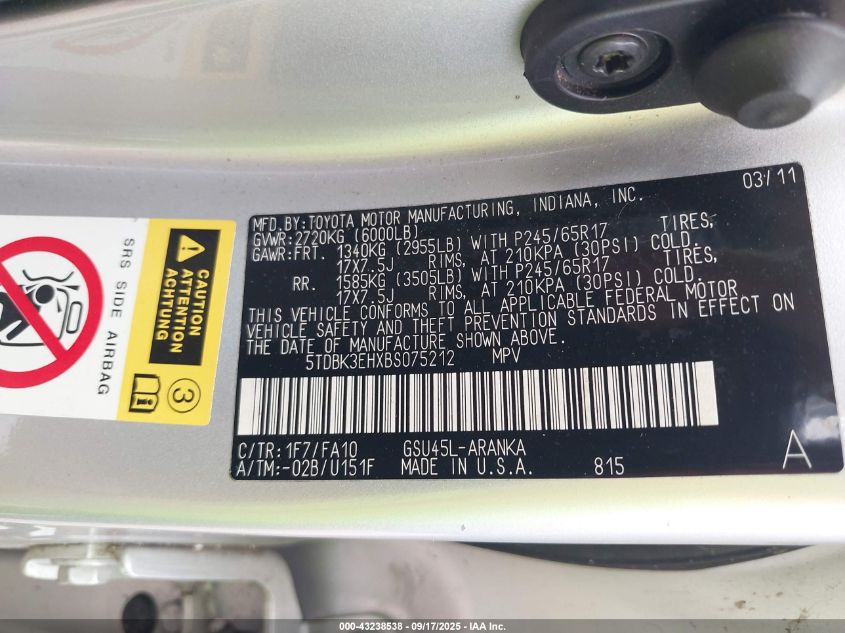 03/11
MFD.BY:TOYOTA MOTOR MANUFACTURING, INDIANA, INC.
GVWR:2720KG (6000LB)
GAWR:FRT. 1340KG (2955LB) WITH P245/65R17 TIRES,
17X7.5J RIMS, AT 210KPA (30PSI) COLD.
RR. 1585KG (3505LB) WITH P245/65R17 TIRES,
17X7.5J RIMS, AT 210KPA (30PSI) COLD.
THIS VEHICLE CONFORMS TO ALL APPLICABLE FEDERAL MOTOR
VEHICLE SAFETY AND THEFT PREVENTION STANDARDS IN EFFECT ON
THE DATE OF MANUFACTURE SHOWN ABOVE.
5TDBK3EHXBS075212 MPV
C/TR:1F7/FA10 GSU45L-ARANKA
A/TM:-02B/U151F MADE IN U.S.A. 815
A
SRS SIDE AIRBAG
CAUTION
ATTENTION
ACHTUNG
3
i
000-43238538 - 09/17/2025 - IAA Inc.